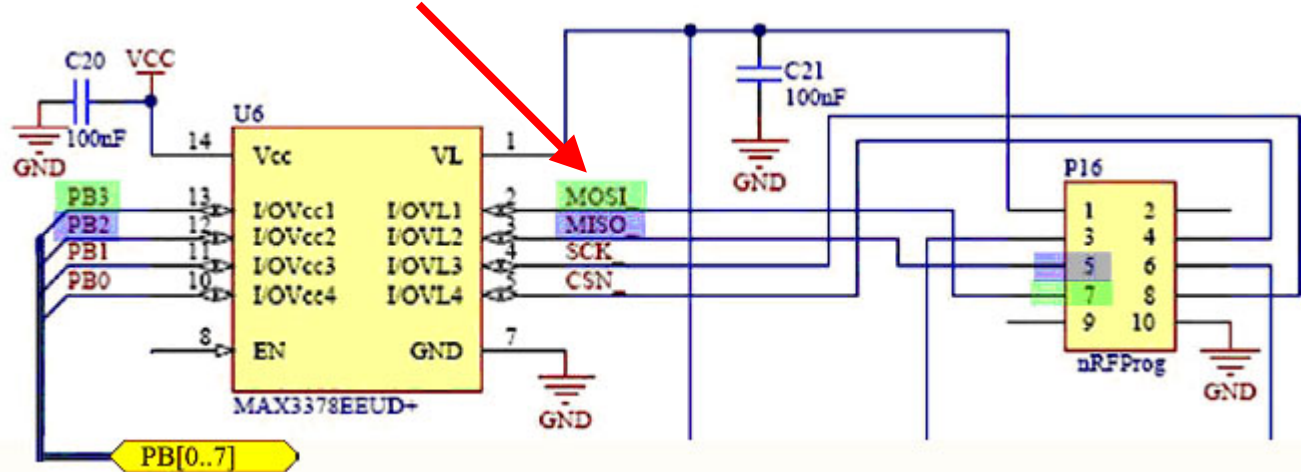 C20
VCC
100nF
GND
U6
14
Vcc
VL
1
C21
100nF
GND
P16
PB3
13
I/OVcc1
I/OVL1
2
MOSI_
PB2
12
I/OVcc2
I/OVL2
MISO_
PB1
11
I/OVcc3
I/OVL3
4
SCK_
PB0
10
I/OVcc4
I/OVL4
CSN_
8
EN
GND
7
GND
MAX3378EEUD+
1 2
3 4
5 6
7 8
9 10
nRFProg
GND
PB[0..7]